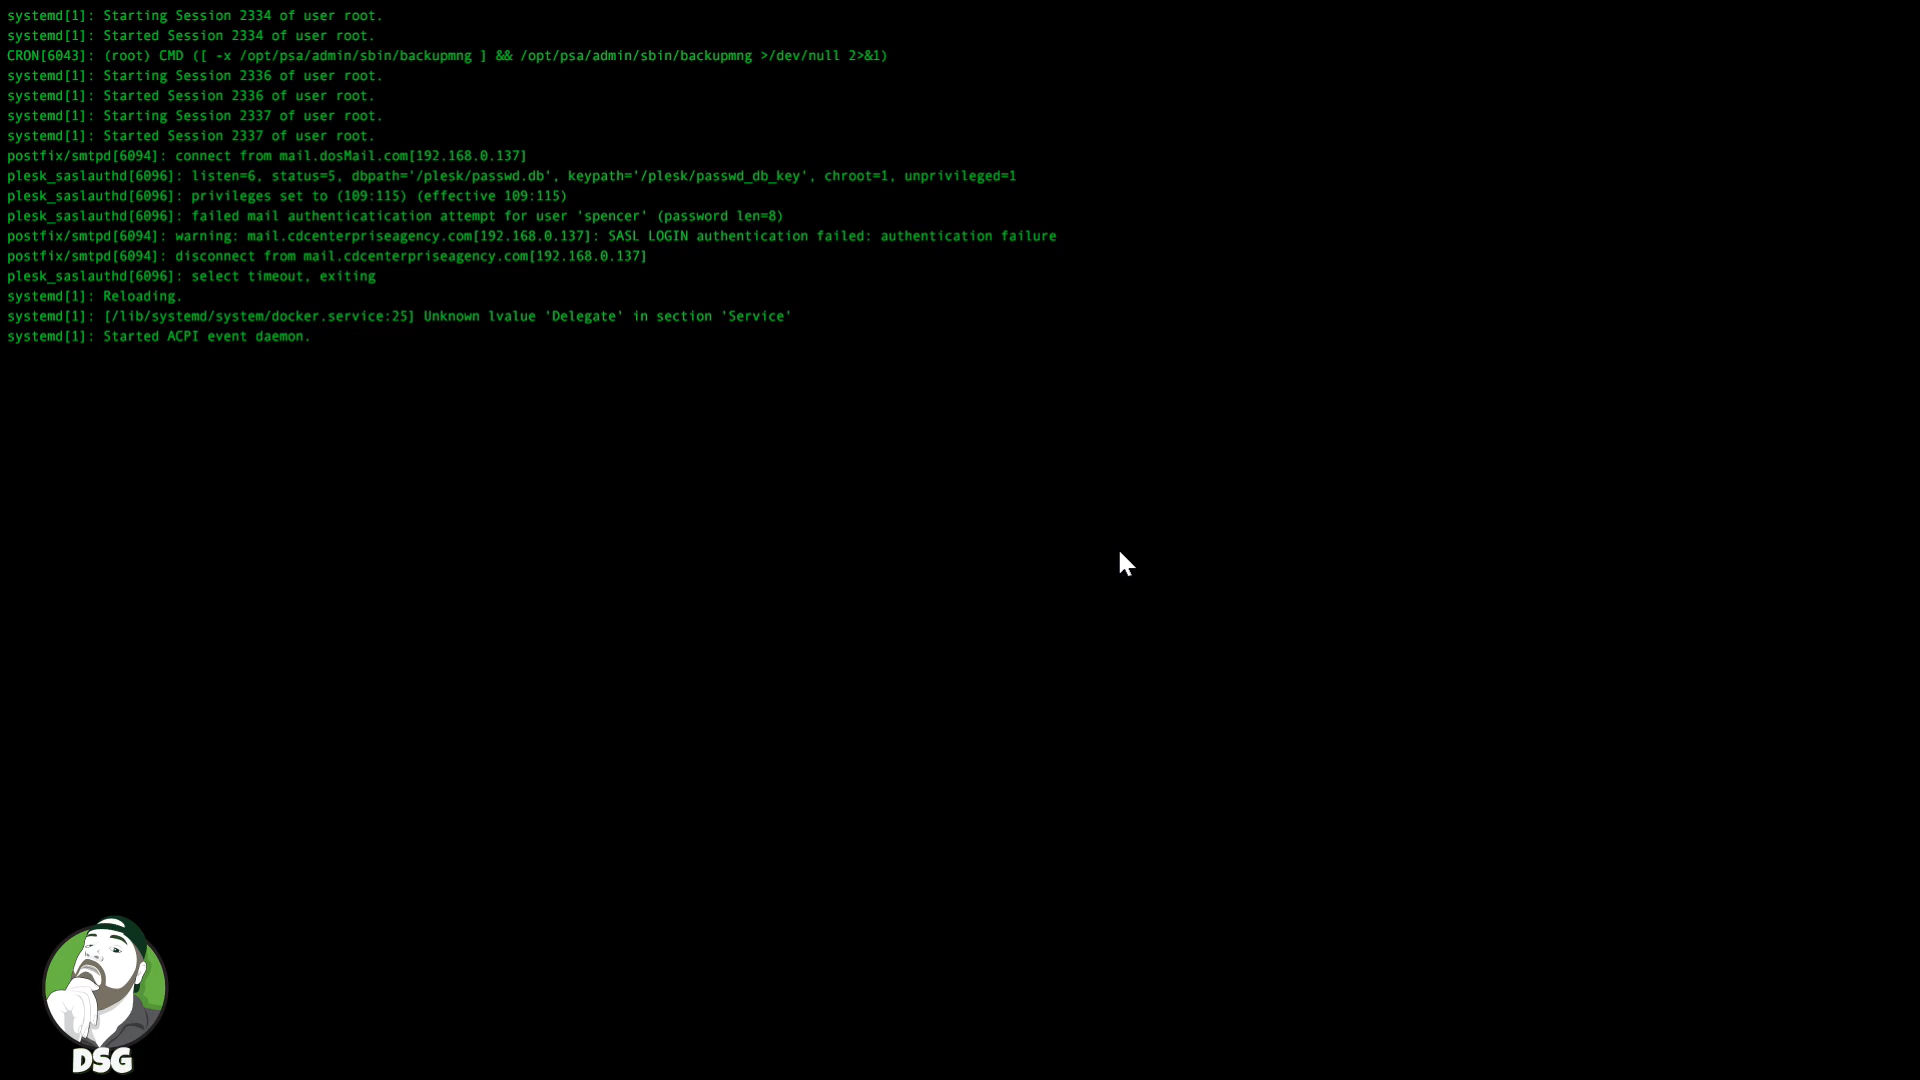 systemd[1]: Starting Session 2334 of user root.
systemd[1]: Started Session 2334 of user root.
CRON[6043]: (root) CMD ([ -x /opt/psa/admin/sbin/backupmng ] && /opt/psa/admin/sbin/backupmng >/dev/null 2>&1)
systemd[1]: Starting Session 2336 of user root.
systemd[1]: Started Session 2336 of user root.
systemd[1]: Starting Session 2337 of user root.
systemd[1]: Started Session 2337 of user root.
postfix/smtpd[6094]: connect from mail.dosMail.com[192.168.0.137]
plesk_saslauthd[6096]: listen=6, status=5, dbpath='/plesk/passwd.db', keypath='/plesk/passwd_db_key', chroot=1, unprivileged=1
plesk_saslauthd[6096]: privileges set to (109:115) (effective 109:115)
plesk_saslauthd[6096]: failed mail authenticatication attempt for user 'spencer' (password len=8)
postfix/smtpd[6094]: warning: mail.cdcenterpriseagency.com[192.168.0.137]: SASL LOGIN authentication failed: authentication failure
postfix/smtpd[6094]: disconnect from mail.cdcenterpriseagency.com[192.168.0.137]
plesk_saslauthd[6096]: select timeout, exiting
systemd[1]: Reloading.
systemd[1]: [/lib/systemd/system/docker.service:25] Unknown lvalue 'Delegate' in section 'Service'
systemd[1]: Started ACPI event daemon.
DSG